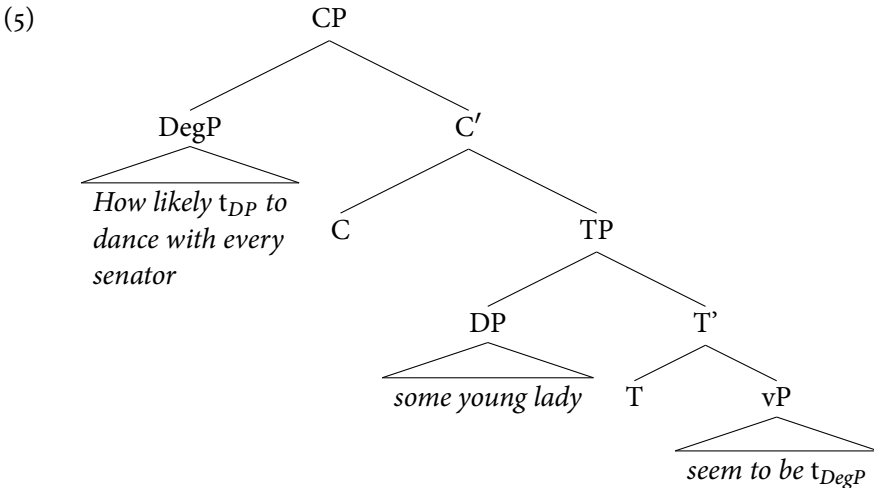 (5)
CP
DegP
C′
How likely t_DP to
dance with every
senator
C
TP
DP
T’
some young lady
T
vP
seem to be t_DegP